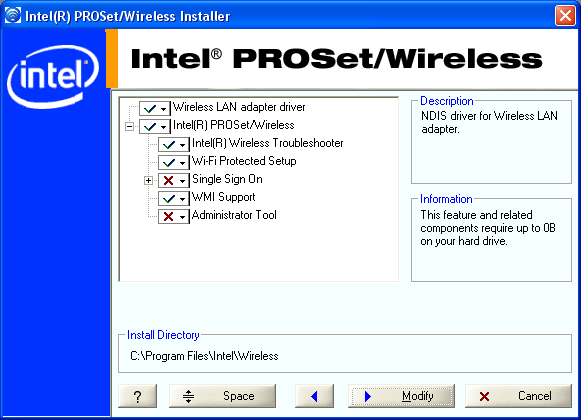 Intel(R) PROSet/Wireless Installer
intel®
Intel® PROSet/Wireless
Wireless LAN adapter driver
Intel(R) PROSet/Wireless
Intel(R) Wireless Troubleshooter
Wi-Fi Protected Setup
Single Sign On
WMI Support
Administrator Tool
Description
NDIS driver for Wireless LAN
adapter.
Information
This feature and related
components require up to 0B
on your hard drive.
Install Directory
C:\Program Files\Intel\Wireless
?
Space
Modify
Cancel